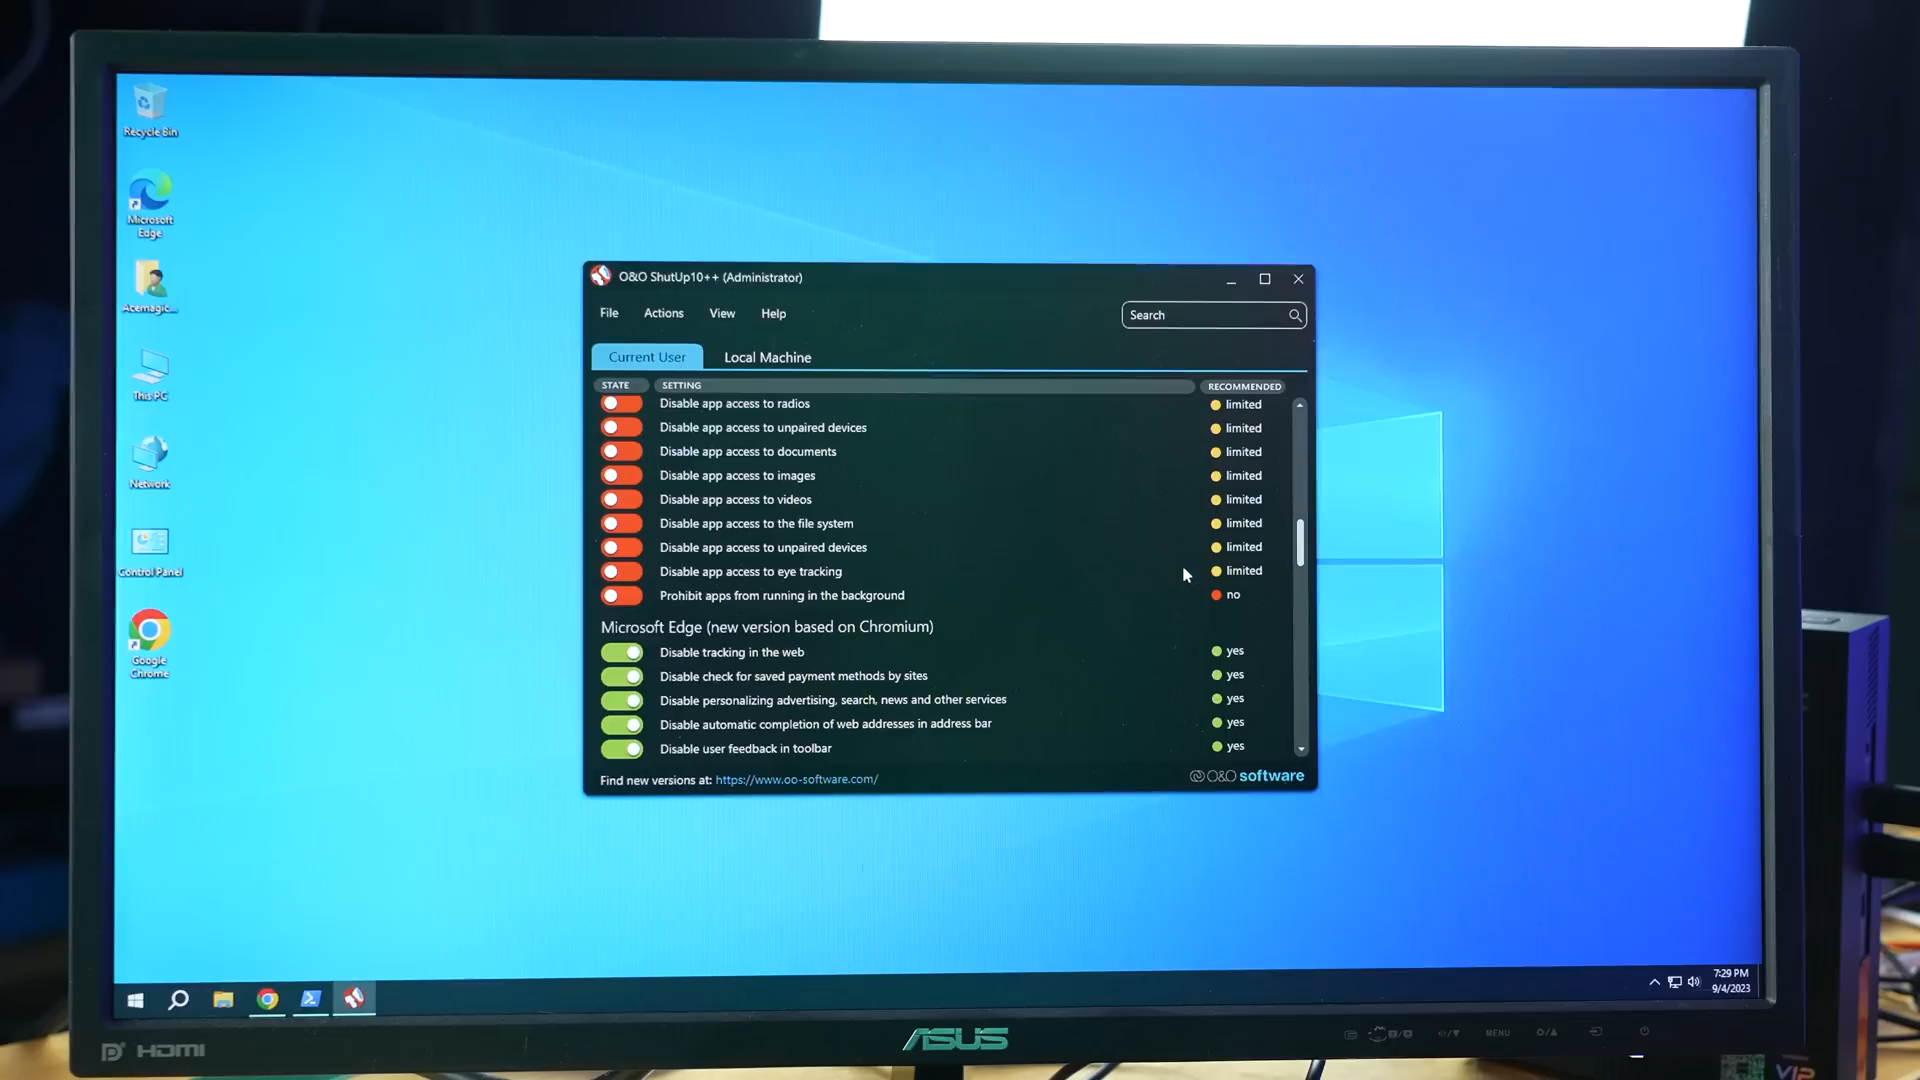 Recycle Bin
Microsoft
Edge
Acemagic...
This PC
Network
Control Panel
Google
Chrome
O&O ShutUp10++ (Administrator)
File Actions View Help
Search
Current User Local Machine
STATE SETTING RECOMMENDED
Disable app access to radios limited
Disable app access to unpaired devices limited
Disable app access to documents limited
Disable app access to images limited
Disable app access to videos limited
Disable app access to the file system limited
Disable app access to unpaired devices limited
Disable app access to eye tracking limited
Prohibit apps from running in the background no
Microsoft Edge (new version based on Chromium)
Disable tracking in the web yes
Disable check for saved payment methods by sites yes
Disable personalizing advertising, search, news and other services yes
Disable automatic completion of web addresses in address bar yes
Disable user feedback in toolbar yes
Find new versions at: https://www.oo-software.com/
O&O software
7:29 PM
9/4/2023
HDMI
ASUS
MENU
VIP